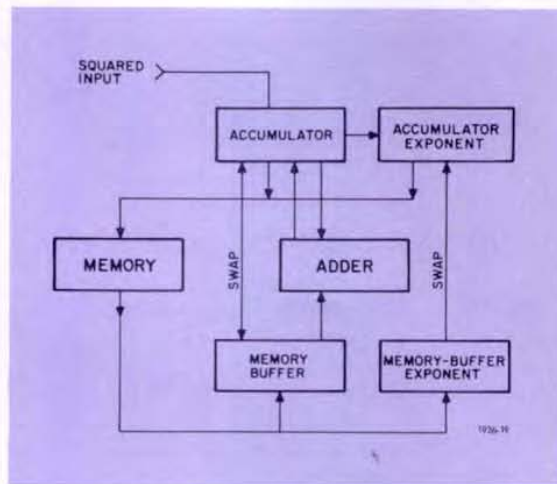 SQUARED
INPUT
ACCUMULATOR
ACCUMULATOR
EXPONENT
MEMORY
SWAP
ADDER
SWAP
MEMORY
BUFFER
MEMORY-BUFFER
EXPONENT
1936-19